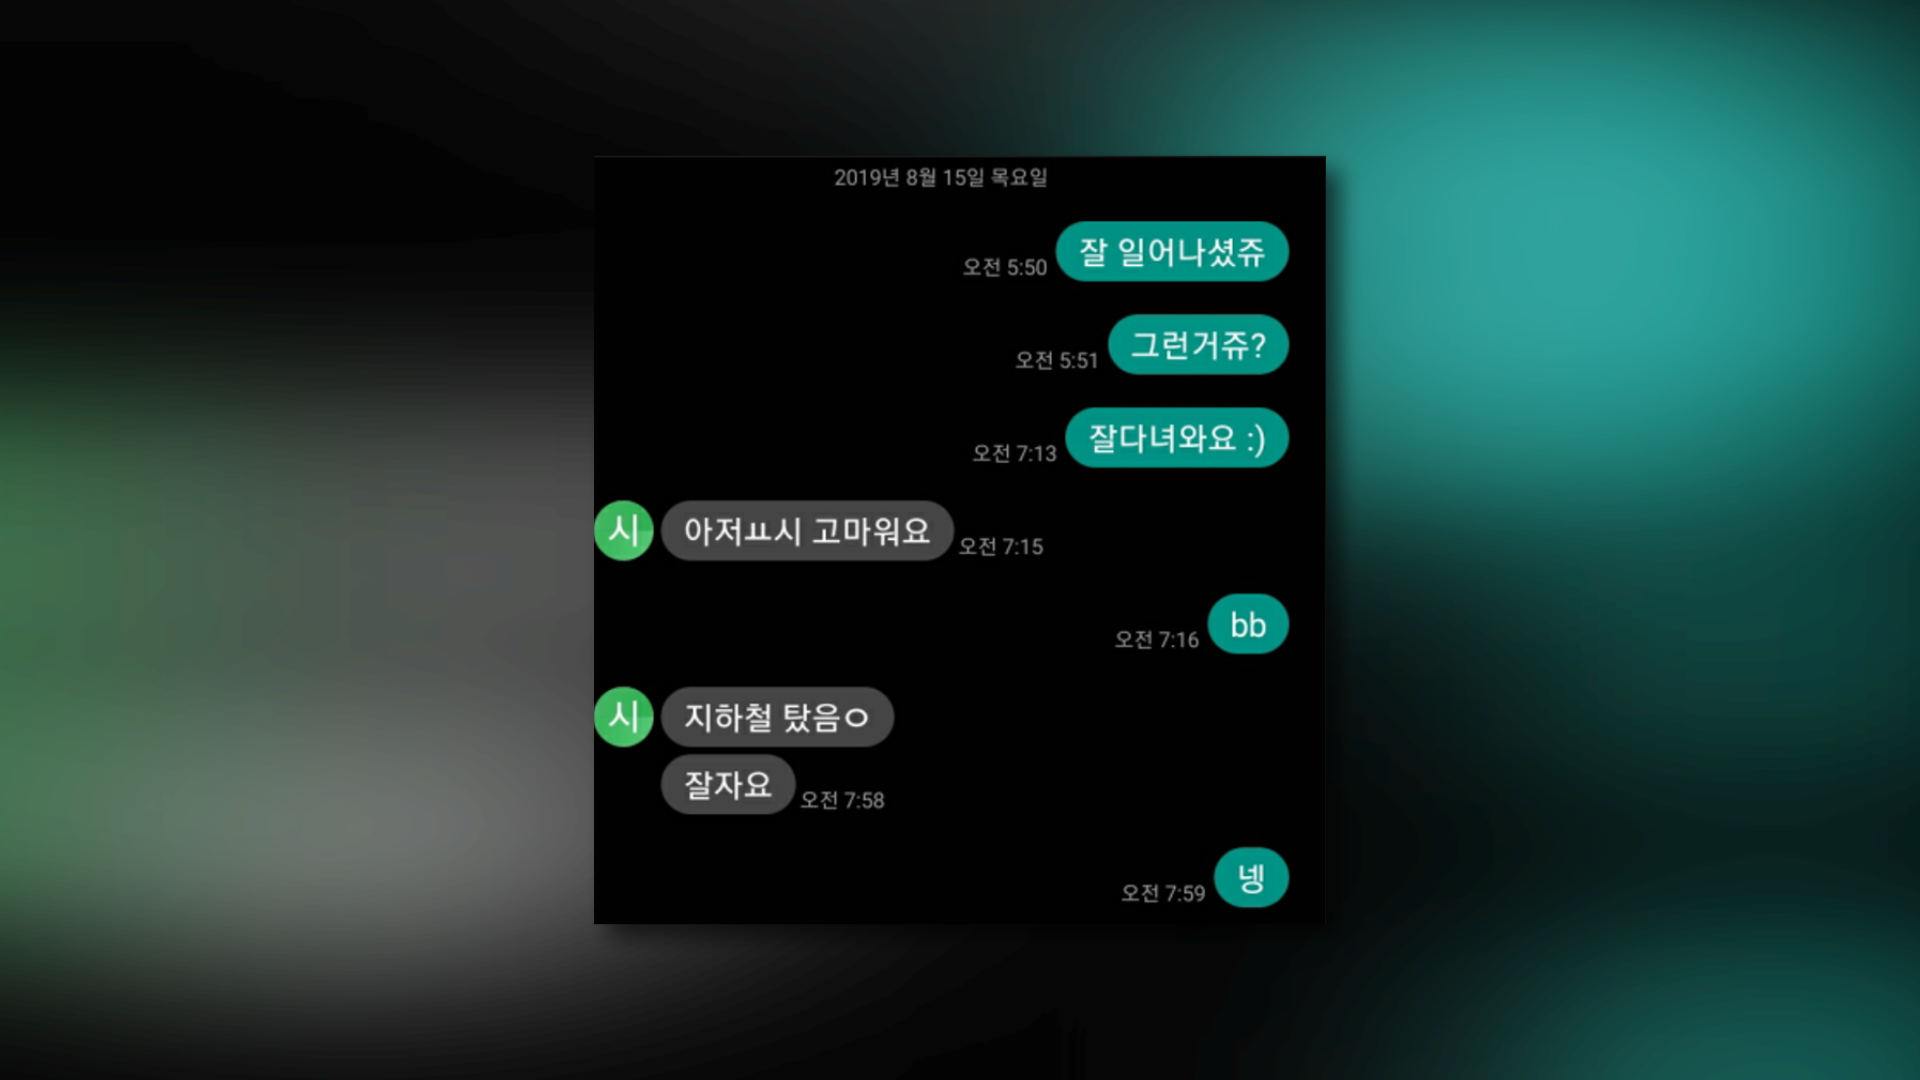 2019년 8월 15일 목요일
오전 5:50 잘 일어나셨쥬
오전 5:51 그런거쥬?
오전 7:13 잘다녀와요 :)
시 아저ㅛ시 고마워요 오전 7:15
오전 7:16 bb
시 지하철 탔음ㅇ
잘자요 오전 7:58
오전 7:59 넹